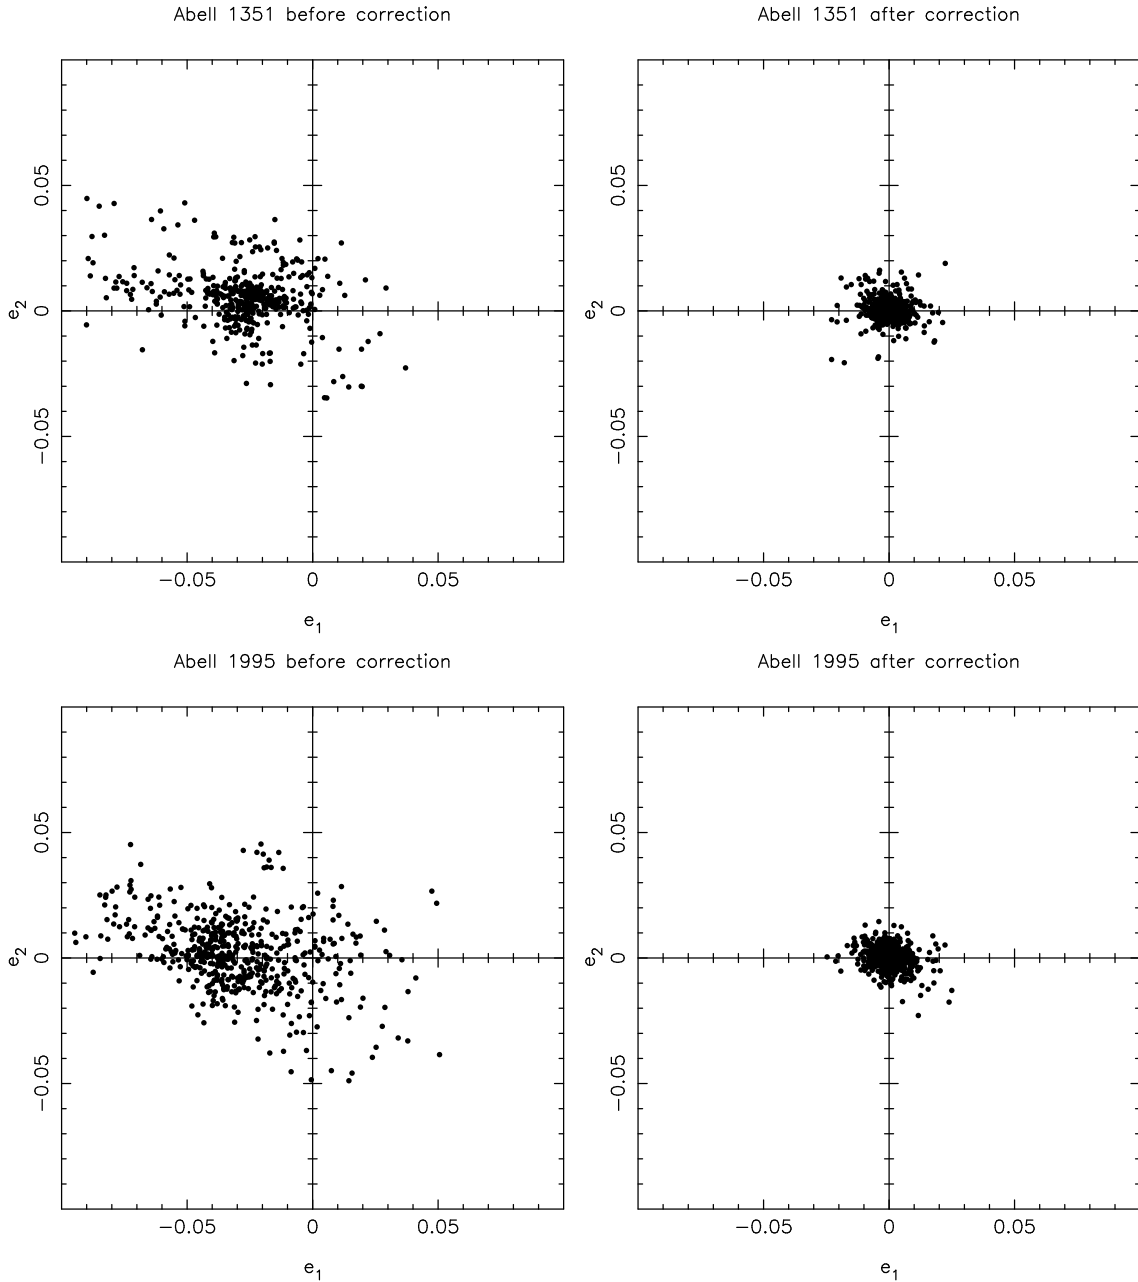 Abell 1351 before correction
Abell 1351 after correction
0.05
0
−0.05
e₂
−0.05 0 0.05
e₁
0.05
0
−0.05
e₂
−0.05 0 0.05
e₁
Abell 1995 before correction
Abell 1995 after correction
0.05
0
−0.05
e₂
−0.05 0 0.05
e₁
0.05
0
−0.05
e₂
−0.05 0 0.05
e₁